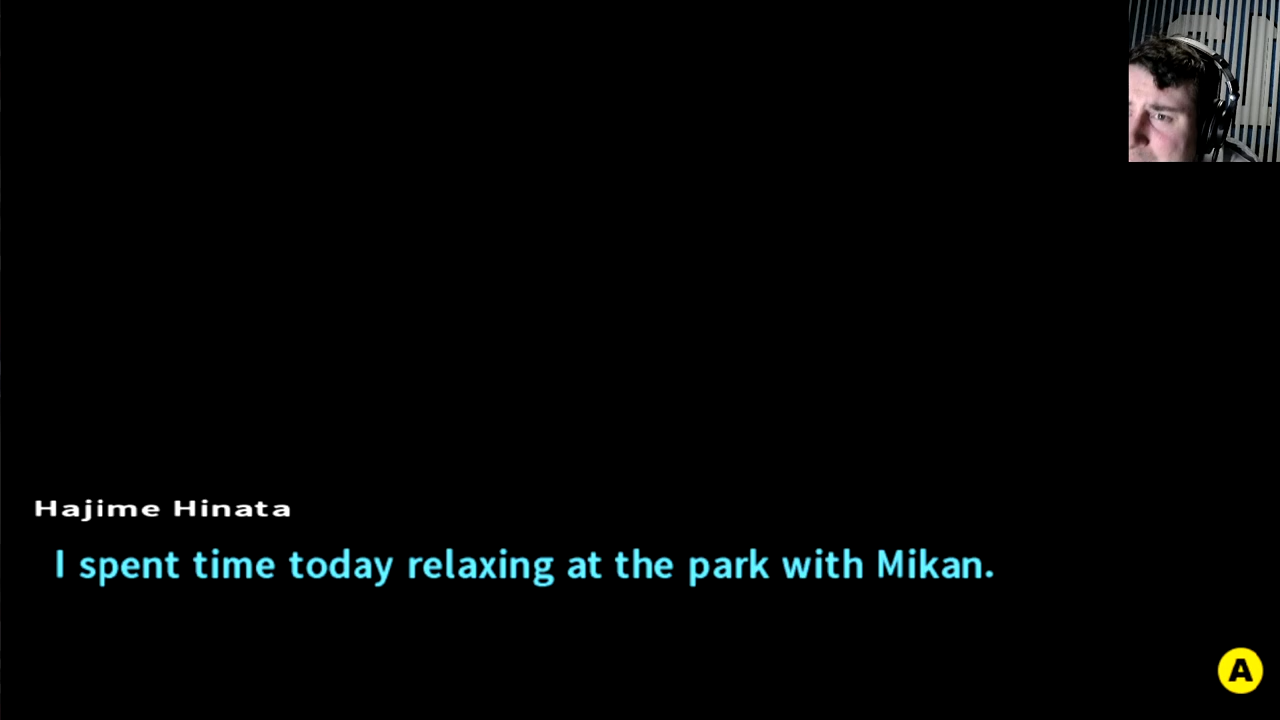 Hajime Hinata
I spent time today relaxing at the park with Mikan.
A